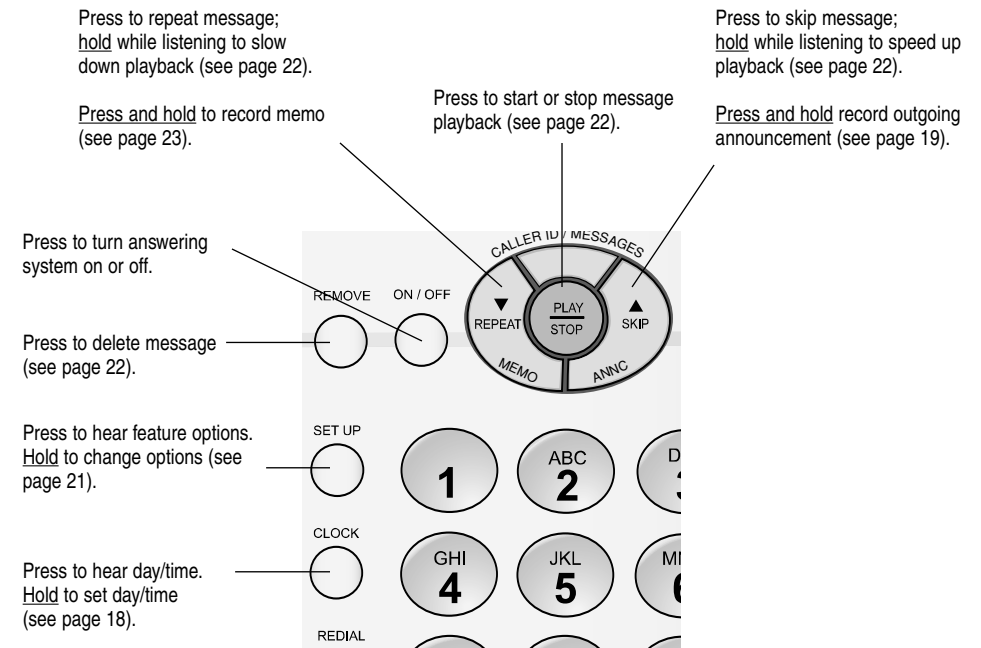 Press to repeat message;
hold while listening to slow
down playback (see page 22).
Press and hold to record memo
(see page 23).
Press to start or stop message
playback (see page 22).
Press to skip message;
hold while listening to speed up
playback (see page 22).
Press and hold record outgoing
announcement (see page 19).
Press to turn answering
system on or off.
Press to delete message
(see page 22).
Press to hear feature options.
Hold to change options (see
page 21).
Press to hear day/time.
Hold to set day/time
(see page 18).
CALLER ID / MESSAGES
REMOVE
ON / OFF
REPEAT
PLAY
STOP
SKIP
MEMO
ANNC
SET UP
1
ABC
2
D
CLOCK
GHI
4
JKL
5
6
REDIAL